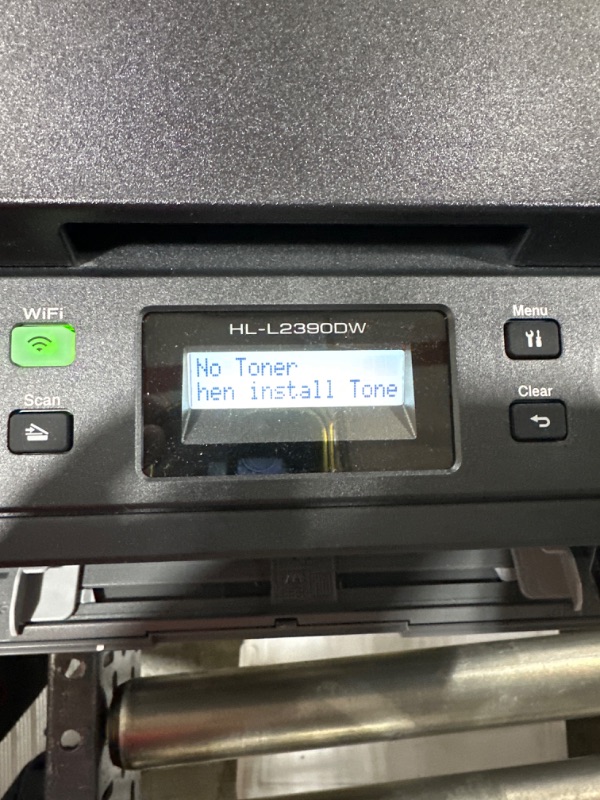 WiFi
Menu
HL-L2390DW
No Toner
hen install Tone
Scan
Clear